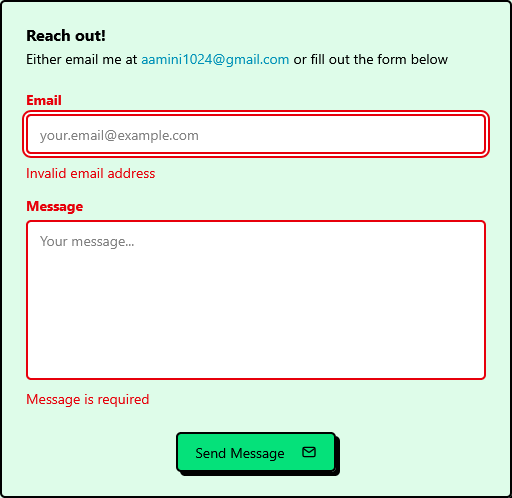 Reach out!
Either email me at aamini1024@gmail.com or fill out the form below
Email
your.email@example.com
Invalid email address
Message
Your message...
Message is required
Send Message